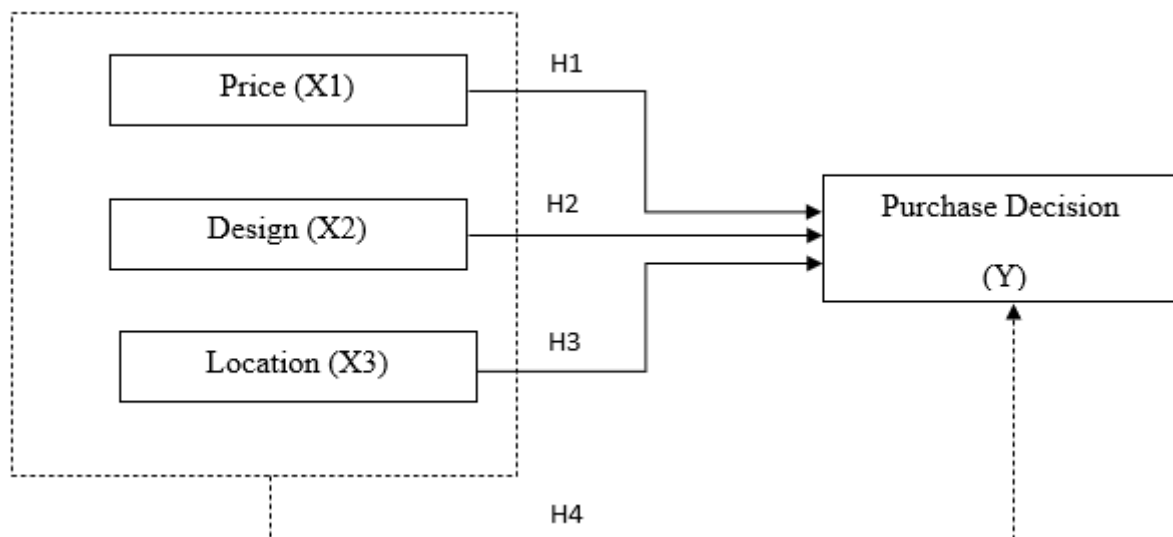 H1
Price (X1)
H2
Design (X2)
Purchase Decision
(Y)
H3
Location (X3)
H4